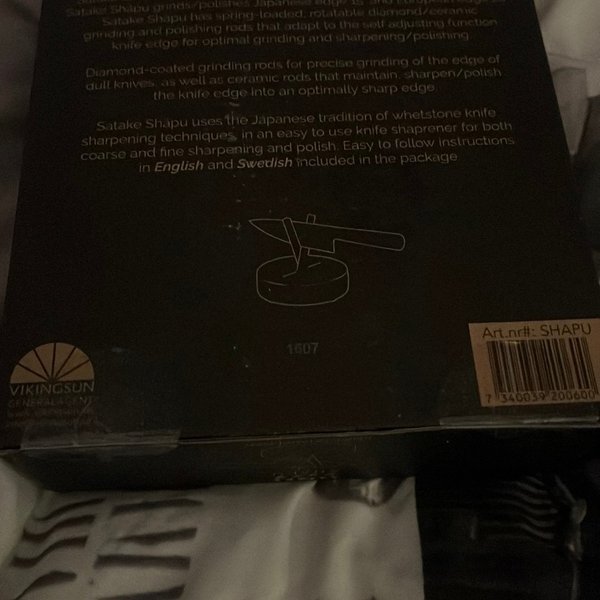 Satake Shapu grinds/polishes Japanese edge 15° and European
Satake Shapu has spring-loaded, rotatable diamond/ceramic
grinding and polishing rods that adapt to the self adjusting function
knife edge for optimal grinding and sharpening/polishing.
Diamond-coated grinding rods for precise grinding of the edge of
dull knives, as well as ceramic rods that maintain, sharpen/polish
the knife edge into an optimally sharp edge.
Satake Shapu uses the Japanese tradition of whetstone knife
sharpening techniques, in an easy to use knife shaprener for both
coarse and fine sharpening and polish. Easy to follow instructions
in English and Swedish included in the package.
1607
Art.nr#: SHAPU
7 340039 200600
VIKINGSUN
GENERALAGENT